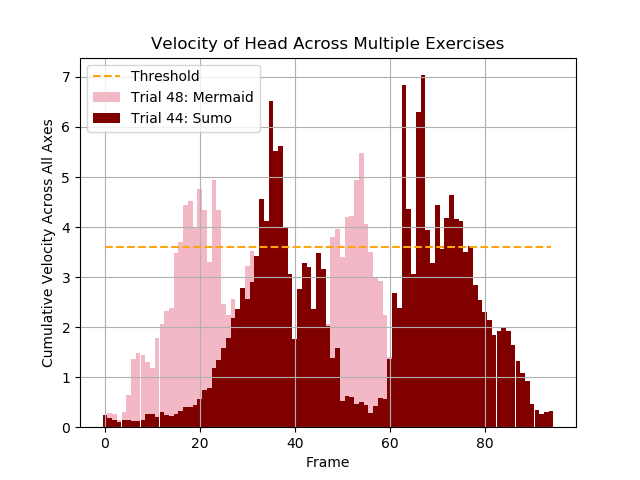 Velocity of Head Across Multiple Exercises
Threshold
Trial 48: Mermaid
Trial 44: Sumo
Cumulative Velocity Across All Axes
7
6
5
4
3
2
1
0
0 20 40 60 80
Frame